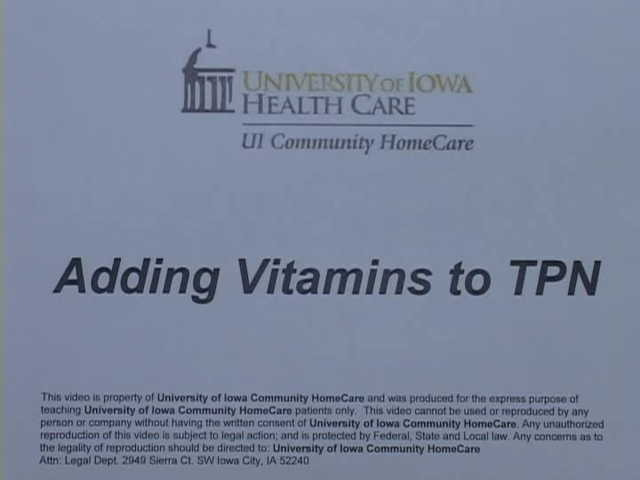 UNIVERSITY OF IOWA
HEALTH CARE
UI Community HomeCare
Adding Vitamins to TPN
This video is property of University of Iowa Community HomeCare and was produced for the express purpose of
teaching University of Iowa Community HomeCare patients only. This video cannot be used or reproduced by any
person or company without having the written consent of University of Iowa Community HomeCare. Any unauthorized
reproduction of this video is subject to legal action; and is protected by Federal, State and Local law. Any concerns as to
the legality of reproduction should be directed to: University of Iowa Community HomeCare
Attn: Legal Dept. 2949 Sierra Ct. SW Iowa City, IA 52240